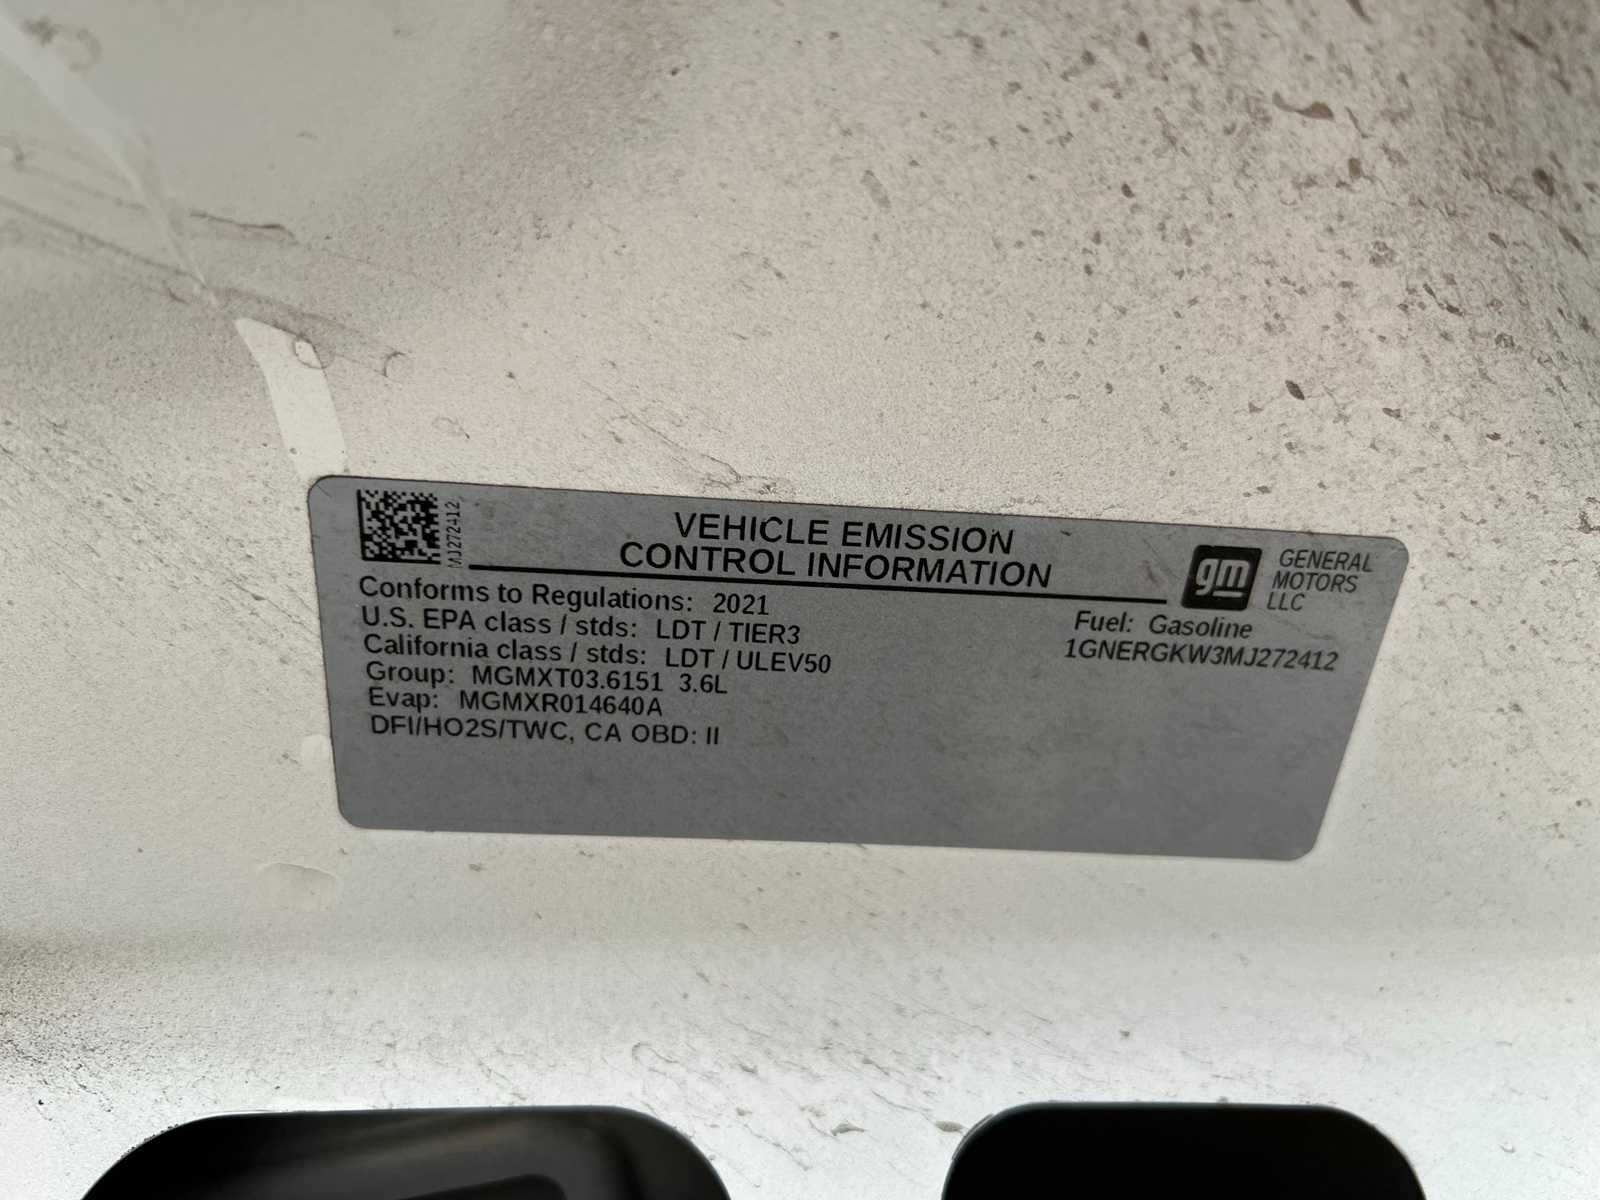 MJ272412
VEHICLE EMISSION
CONTROL INFORMATION
gm
GENERAL
MOTORS
LLC
Conforms to Regulations: 2021
U.S. EPA class / stds: LDT / TIER3
California class / stds: LDT / ULEV50
Group: MGMXT03.6151 3.6L
Evap: MGMXR014640A
DFI/HO2S/TWC, CA OBD: II
Fuel: Gasoline
1GNERGKW3MJ272412